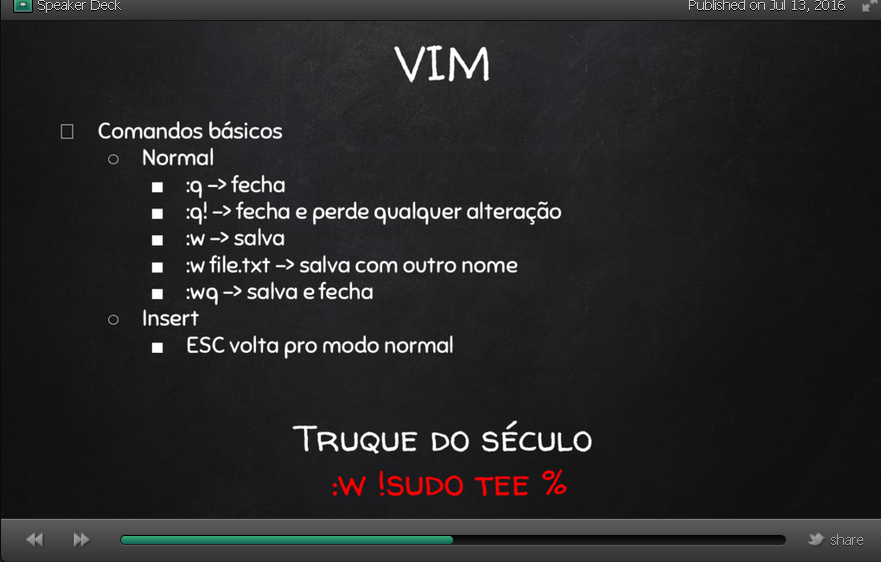 Speaker Deck
Published on Jul 13, 2016
VIM
Comandos básicos
Normal
:q -> fecha
:q! -> fecha e perde qualquer alteração
:w -> salva
:w file.txt -> salva com outro nome
:wq -> salva e fecha
Insert
ESC volta pro modo normal
Truque do século
:w !sudo tee %
share